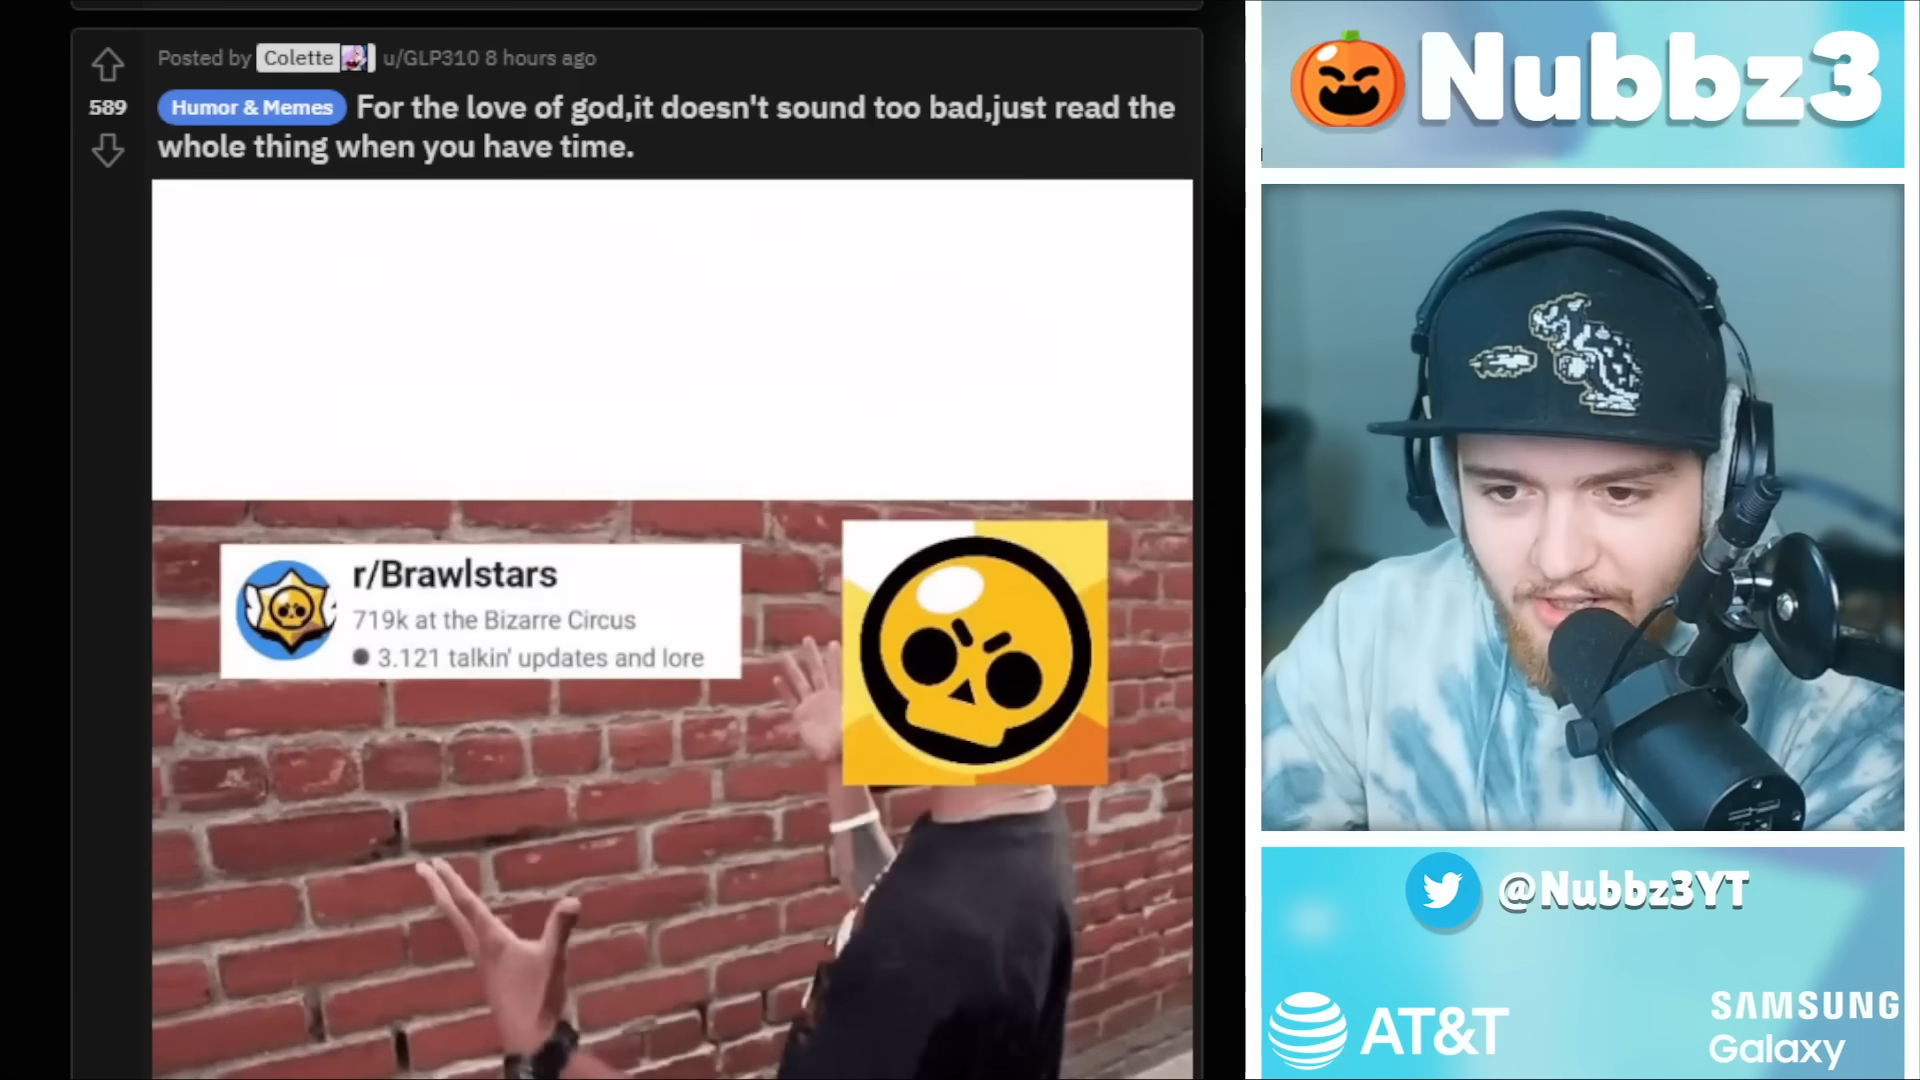 Posted by Colette u/GLP310 8 hours ago
589
Humor & Memes For the love of god,it doesn't sound too bad,just read the
whole thing when you have time.
r/Brawlstars
719k at the Bizarre Circus
3.121 talkin' updates and lore
Nubbz3
@Nubbz3YT
AT&T
SAMSUNG
Galaxy